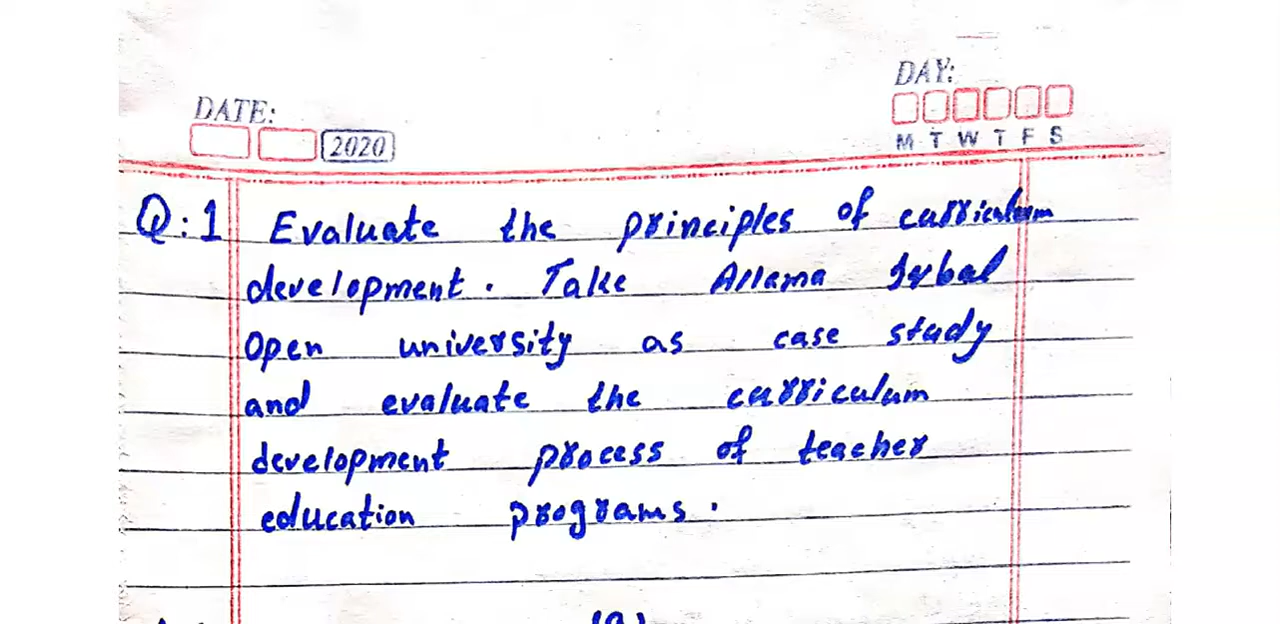 DAY:
DATE:
2020
M T W T F S
Q:1 Evaluate the principles of curriculum
development. Take Allama Iqbal
Open university as case study
and evaluate the curriculum
development process of teacher
education programs.